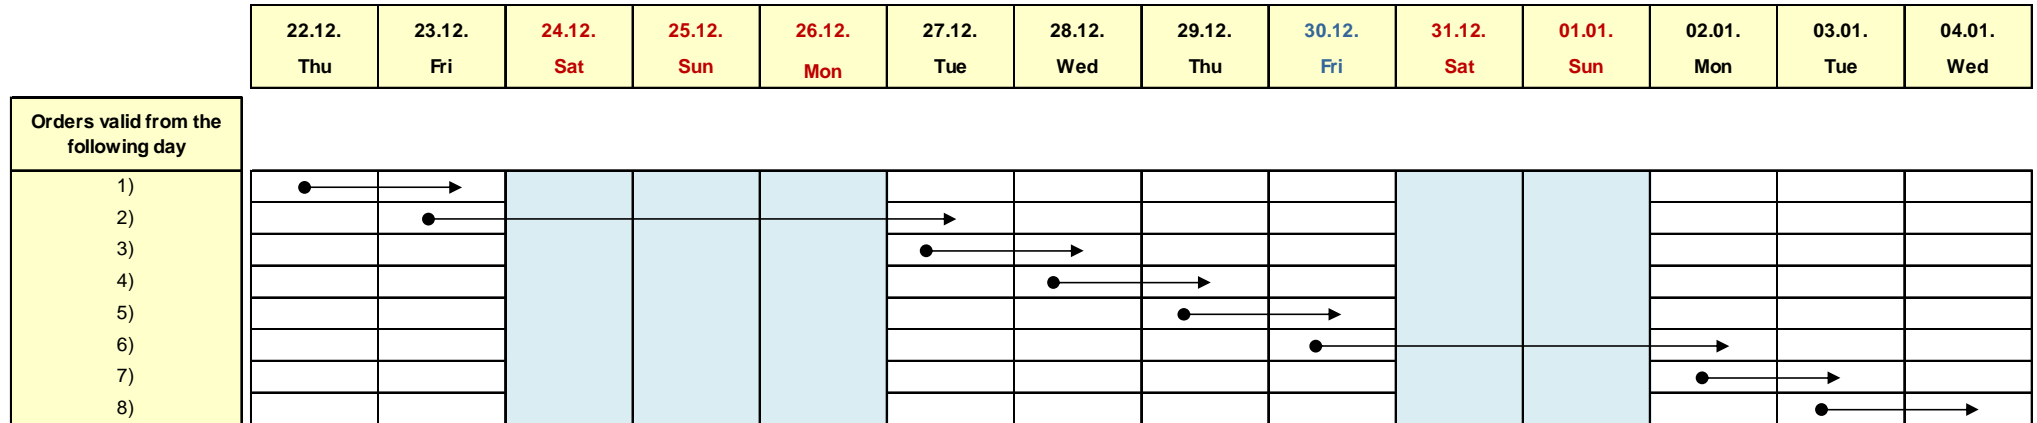 22.12. 23.12. 24.12. 25.12. 26.12. 27.12. 28.12. 29.12. 30.12. 31.12. 01.01. 02.01. 03.01. 04.01.
Thu Fri Sat Sun Mon Tue Wed Thu Fri Sat Sun Mon Tue Wed
Orders valid from the
following day
1)
2)
3)
4)
5)
6)
7)
8)